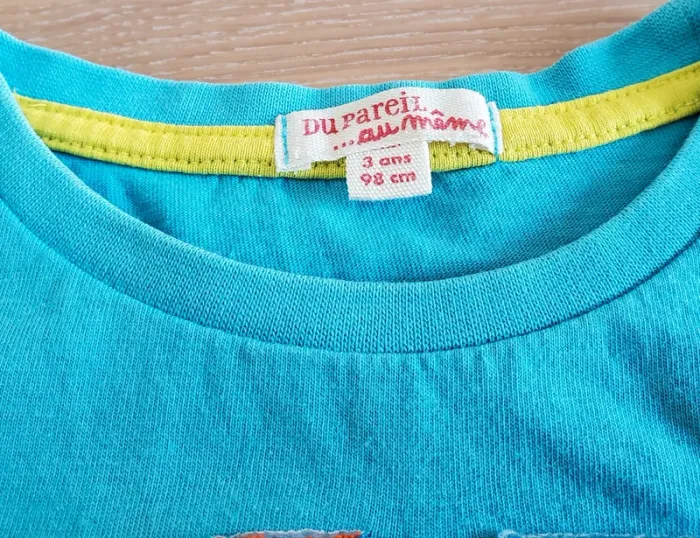 Du Pareil
...au même
3 ans
98 cm